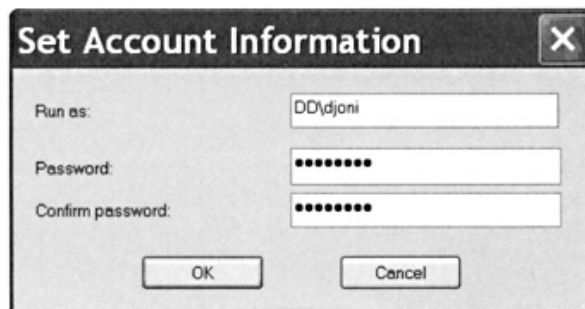 Set Account Information
Run as: DD\djoni
Password: ••••••••
Confirm password: ••••••••
OK Cancel